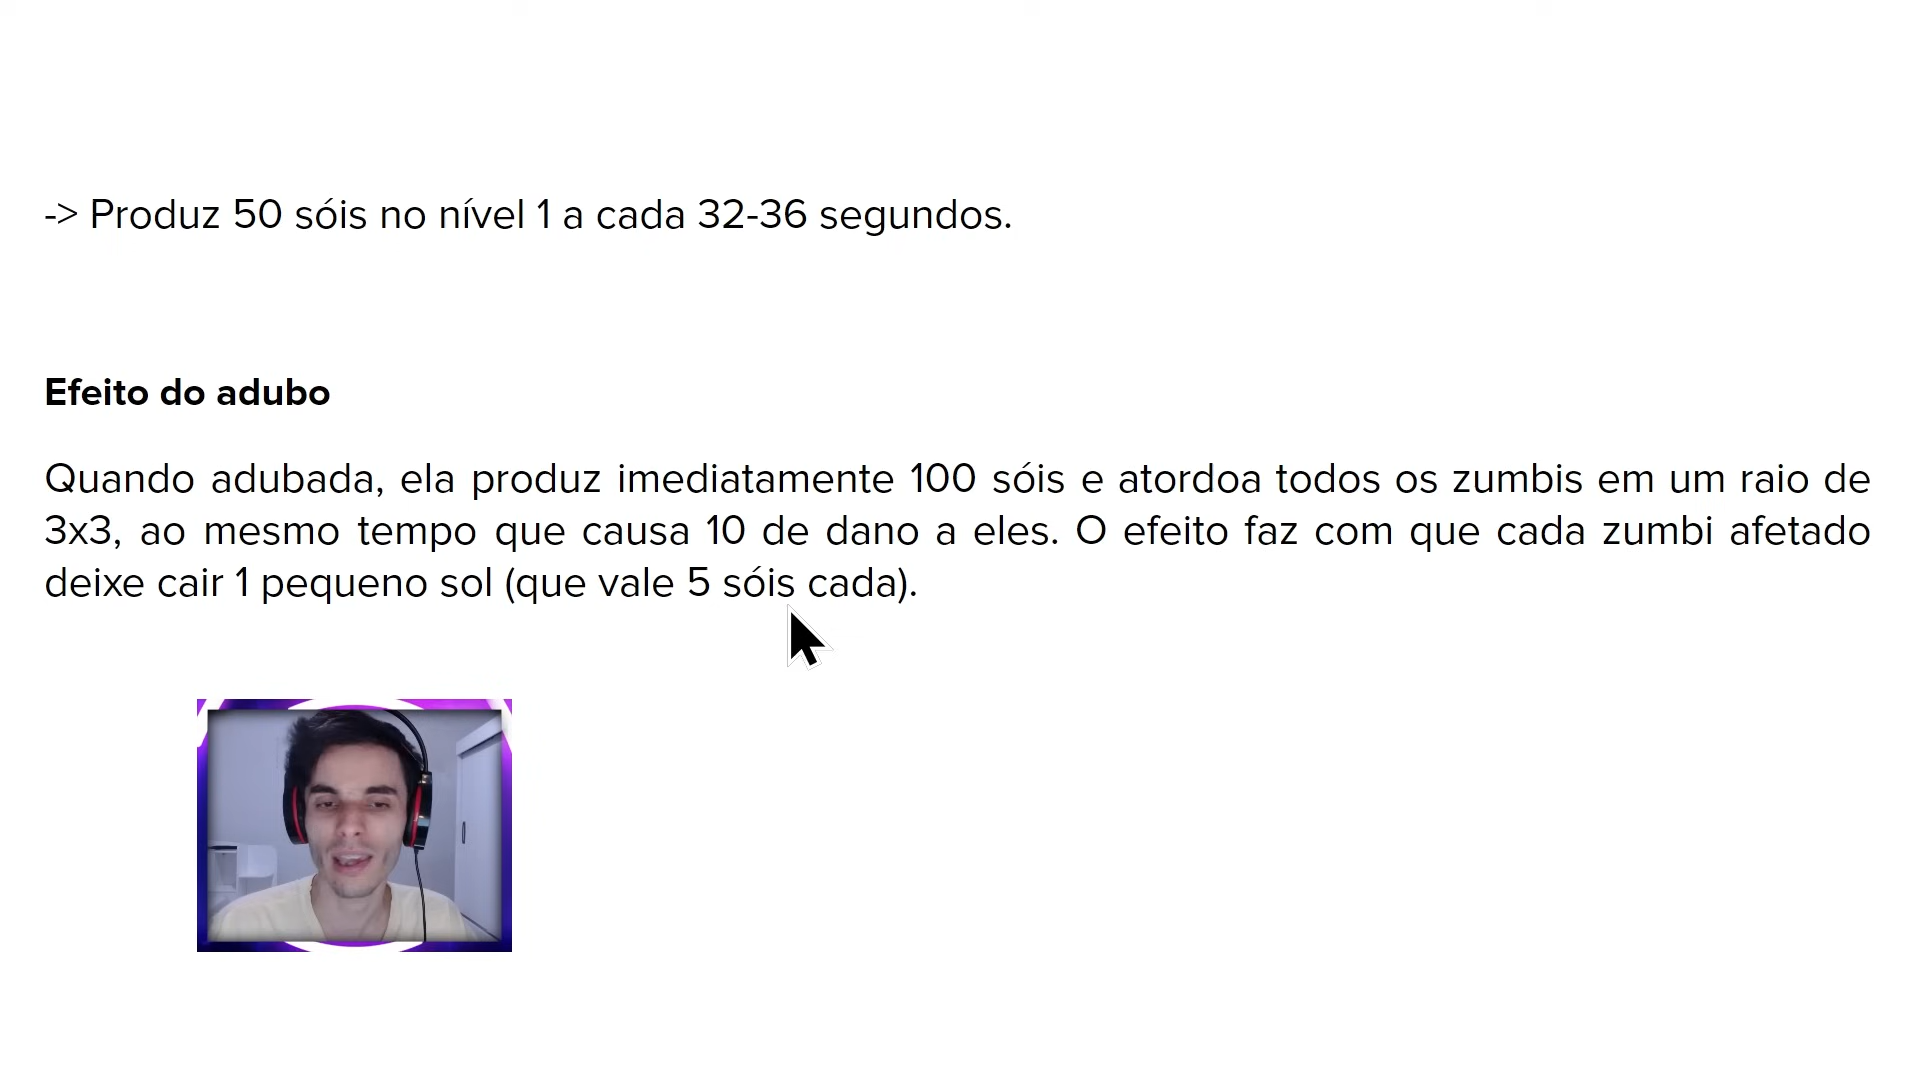 -> Produz 50 sóis no nível 1 a cada 32-36 segundos.
Efeito do adubo
Quando adubada, ela produz imediatamente 100 sóis e atordoa todos os zumbis em um raio de
3x3, ao mesmo tempo que causa 10 de dano a eles. O efeito faz com que cada zumbi afetado
deixe cair 1 pequeno sol (que vale 5 sóis cada).